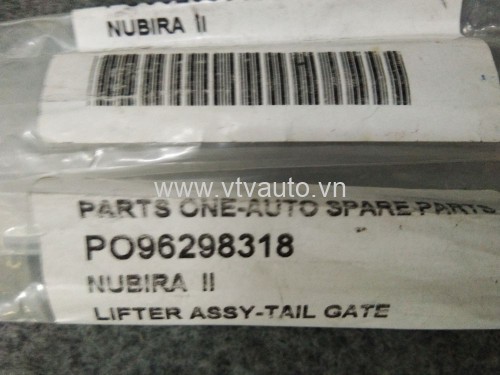 NUBIRA II
www.vtvauto.vn
PARTS ONE-AUTO SPARE PARTS
PO96298318
NUBIRA II
LIFTER ASSY-TAIL GATE